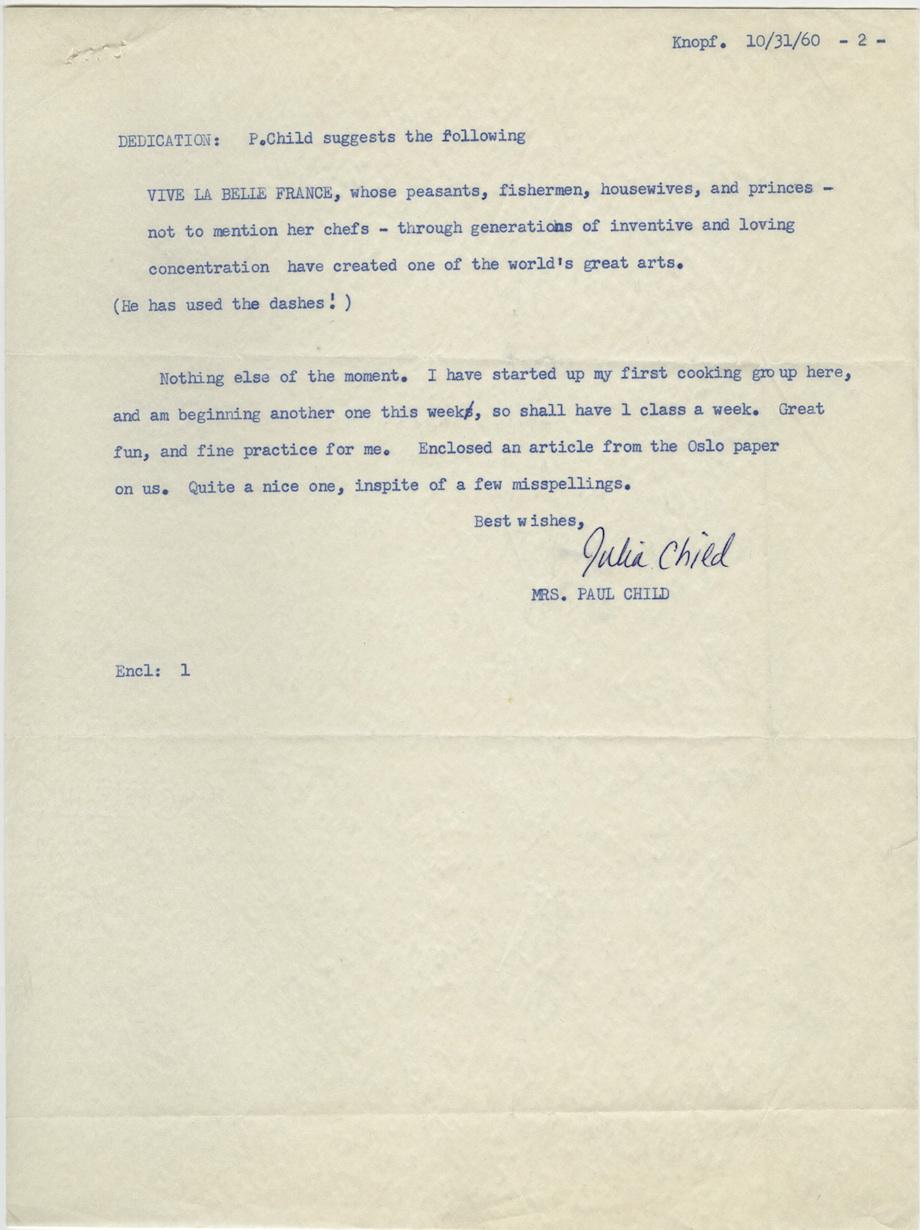 Knopf. 10/31/60 - 2 -
DEDICATION: P.Child suggests the following
VIVE LA BELLE FRANCE, whose peasants, fishermen, housewives, and princes -
not to mention her chefs - through generations of inventive and loving
concentration have created one of the world's great arts.
(He has used the dashes! )
Nothing else of the moment. I have started up my first cooking group here,
and am beginning another one this week, so shall have 1 class a week. Great
fun, and fine practice for me. Enclosed an article from the Oslo paper
on us. Quite a nice one, inspite of a few misspellings.
Best wishes,
Julia Child
MRS. PAUL CHILD
Encl: 1